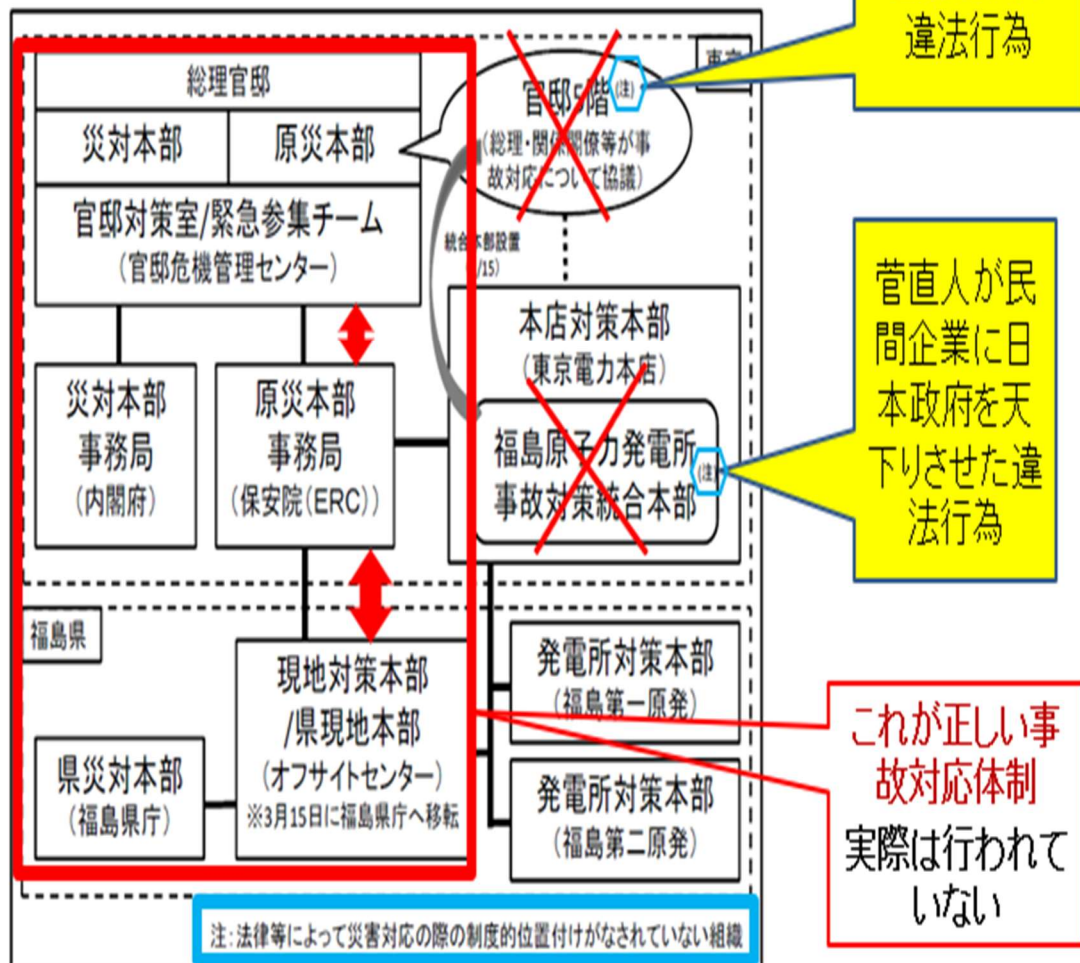 違法行為
東京
総理官邸
災対本部
原災本部
官邸対策室/緊急参集チーム
(官邸危機管理センター)
官邸5階
(注)
(総理・関係閣僚等が事
故対応について協議)
統合本部設置
/15)
本店対策本部
(東京電力本店)
福島原子力発電所
事故対策統合本部
(注)
災対本部
事務局
(内閣府)
原災本部
事務局
(保安院(ERC))
菅直人が民
間企業に日
本政府を天
下りさせた違
法行為
福島県
現地対策本部
/県現地本部
(オフサイトセンター)
※3月15日に福島県庁へ移転
県災対本部
(福島県庁)
発電所対策本部
(福島第一原発)
発電所対策本部
(福島第二原発)
これが正しい事
故対応体制
実際は行われて
いない
注:法律等によって災害対応の際の制度的位置付けがなされていない組織